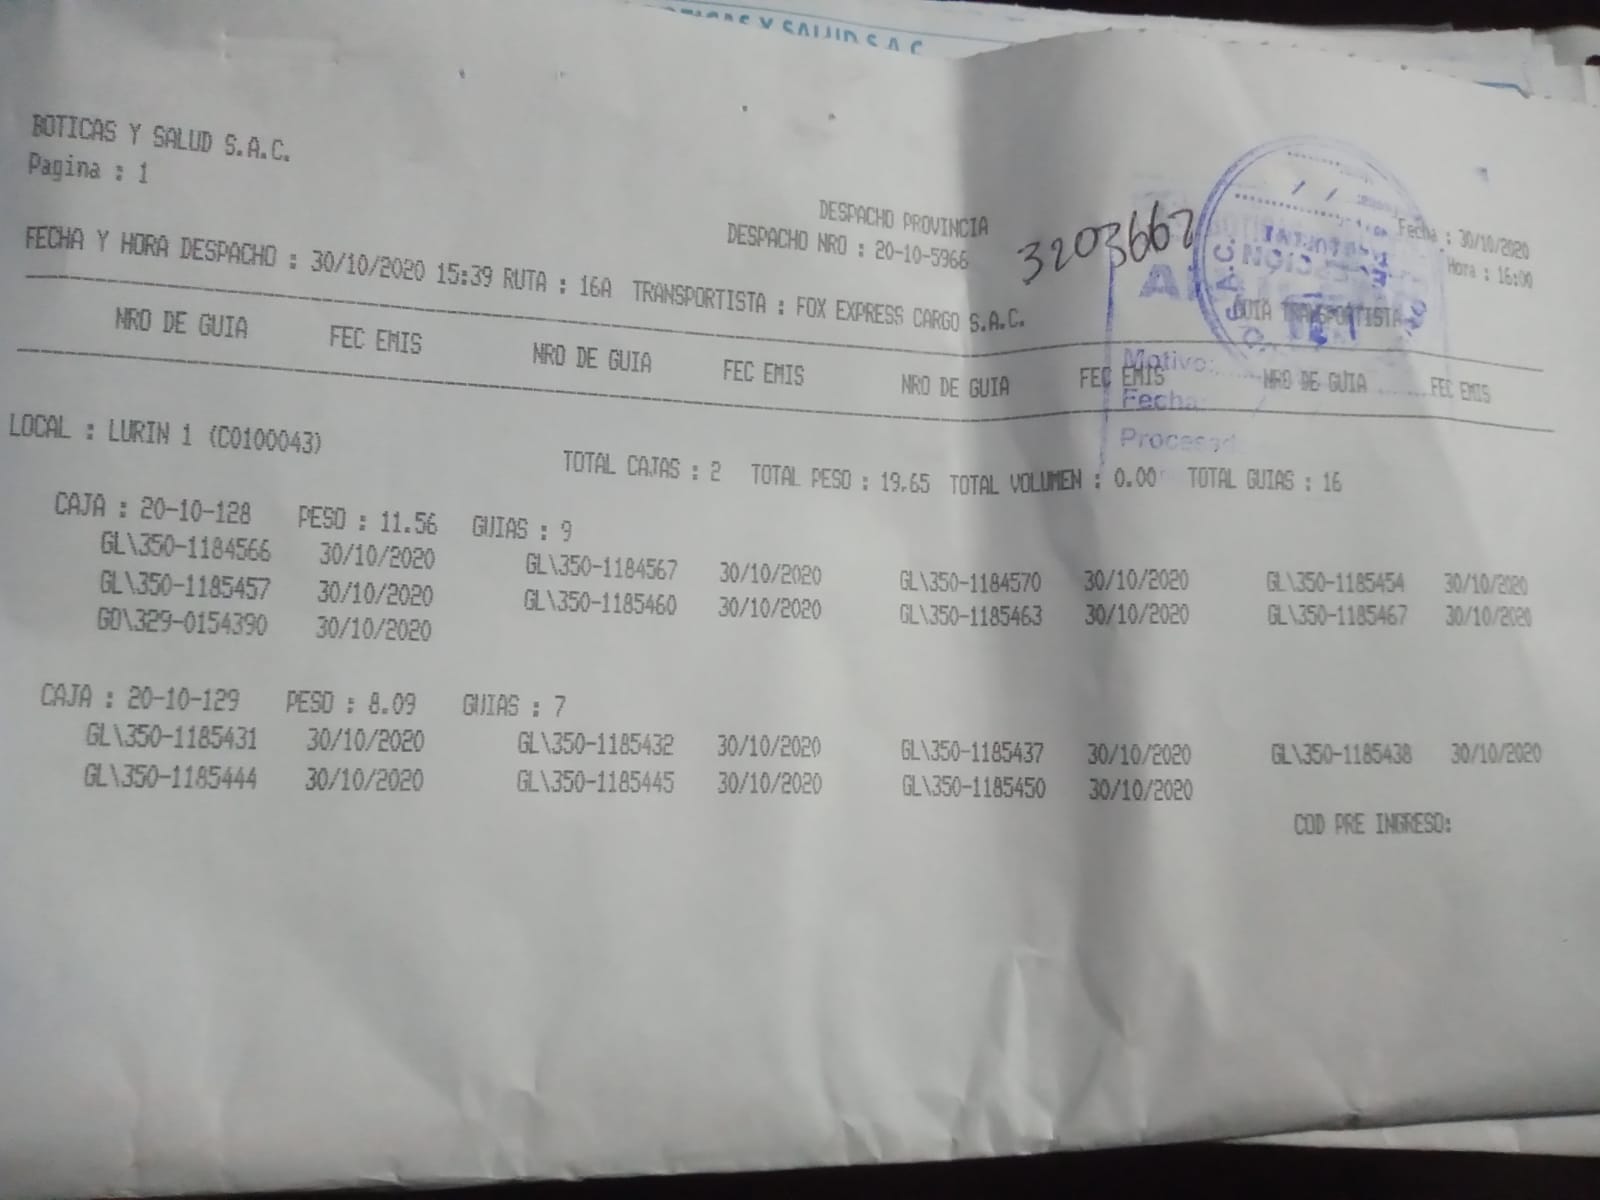 BOTICAS Y SALUD S.A.C.
BOTICAS Y SALUD S.A.C.
Pagina : 1
DESPACHO PROVINCIA
DESPACHO NRO : 20-10-5966
3203667
Fecha : 30/10/2020
Hora : 16:00
FECHA Y HORA DESPACHO : 30/10/2020 15:39 RUTA : 16A TRANSPORTISTA : FOX EXPRESS CARGO S.A.C. GUIA TRANSPORTISTA
Motivo:
Fecha:
Procesad
NRO DE GUIA FEC EMIS NRO DE GUIA FEC EMIS NRO DE GUIA FEC EMIS NRO DE GUIA FEC EMIS
LOCAL : LURIN 1 (C0100043) TOTAL CAJAS : 2 TOTAL PESO : 19.65 TOTAL VOLUMEN : 0.00 TOTAL GUIAS : 16
CAJA : 20-10-128 PESO : 11.56 GUIAS : 9
GL\350-1184566 30/10/2020 GL\350-1184567 30/10/2020 GL\350-1184570 30/10/2020 GL\350-1185454 30/10/2020
GL\350-1185457 30/10/2020 GL\350-1185460 30/10/2020 GL\350-1185463 30/10/2020 GL\350-1185467 30/10/2020
GO\329-0154390 30/10/2020
CAJA : 20-10-129 PESO : 8.09 GUIAS : 7
GL\350-1185431 30/10/2020 GL\350-1185432 30/10/2020 GL\350-1185437 30/10/2020 GL\350-1185438 30/10/2020
GL\350-1185444 30/10/2020 GL\350-1185445 30/10/2020 GL\350-1185450 30/10/2020
COD PRE INGRESO: